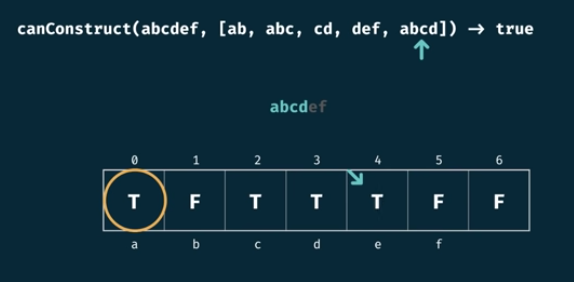 canConstruct(abcdef, [ab, abc, cd, def, abcd]) → true
abcdef
0 1 2 3 4 5 6
T F T T T F F
a b c d e f